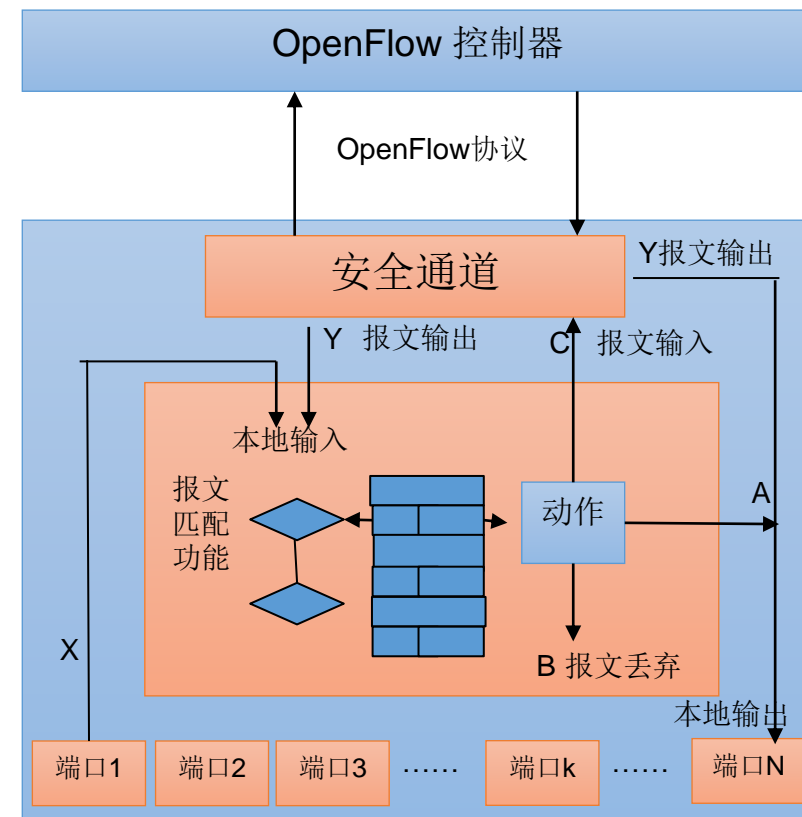 OpenFlow 控制器
OpenFlow协议
安全通道
Y报文输出
Y 报文输出
C 报文输入
本地输入
报文
匹配
功能
动作
A
X
B 报文丢弃
本地输出
端口1
端口2
端口3
……
端口k
……
端口N